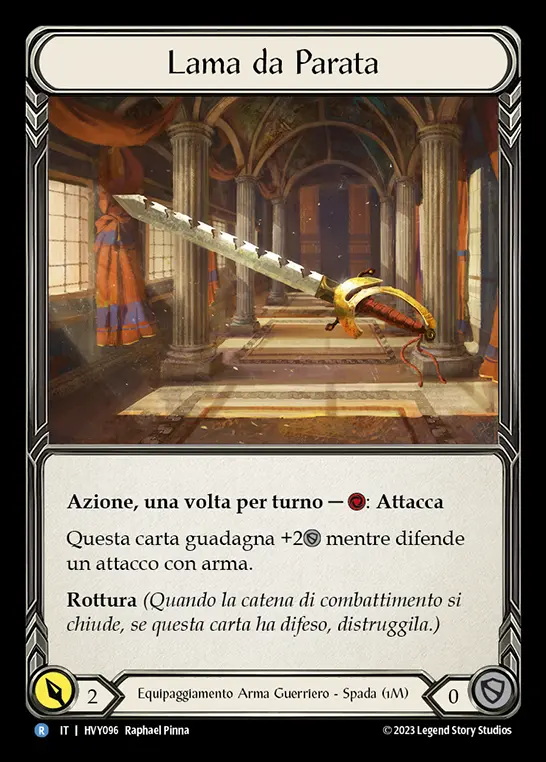 Lama da Parata
Azione, una volta per turno — : Attacca
Questa carta guadagna +2 mentre difende
un attacco con arma.
Rottura (Quando la catena di combattimento si
chiude, se questa carta ha difeso, distruggila.)
2 Equipaggiamento Arma Guerriero - Spada (1M) 0
R IT | HVY096 Raphael Pinna ©2023 Legend Story Studios